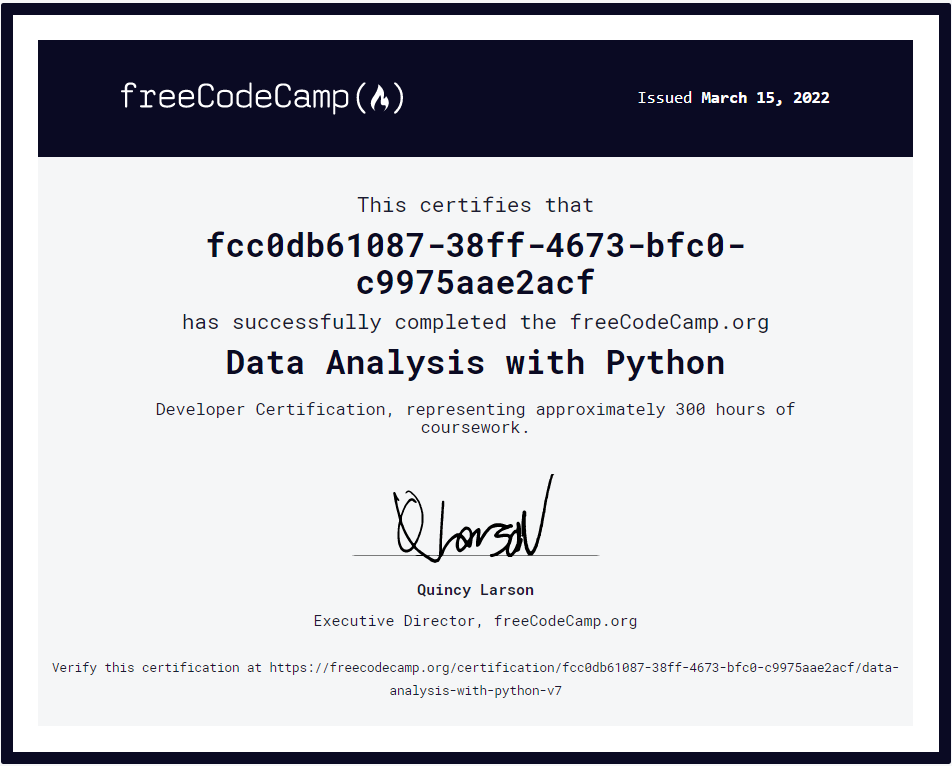 freeCodeCamp(🔥)
Issued March 15, 2022
This certifies that
fcc0db61087-38ff-4673-bfc0-
c9975aae2acf
has successfully completed the freeCodeCamp.org
Data Analysis with Python
Developer Certification, representing approximately 300 hours of
coursework.
QLarson
Quincy Larson
Executive Director, freeCodeCamp.org
Verify this certification at https://freecodecamp.org/certification/fcc0db61087-38ff-4673-bfc0-c9975aae2acf/data-
analysis-with-python-v7